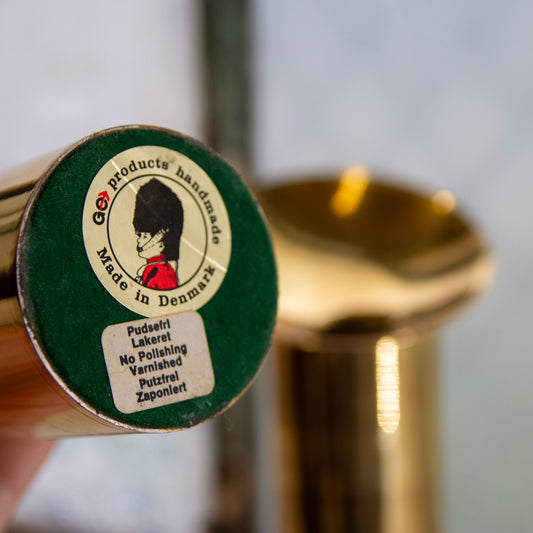 GO products handmade
Made in Denmark
Pudsefri
Lakeret
No Polishing
Varnished
Putzfrei
Zaponiert